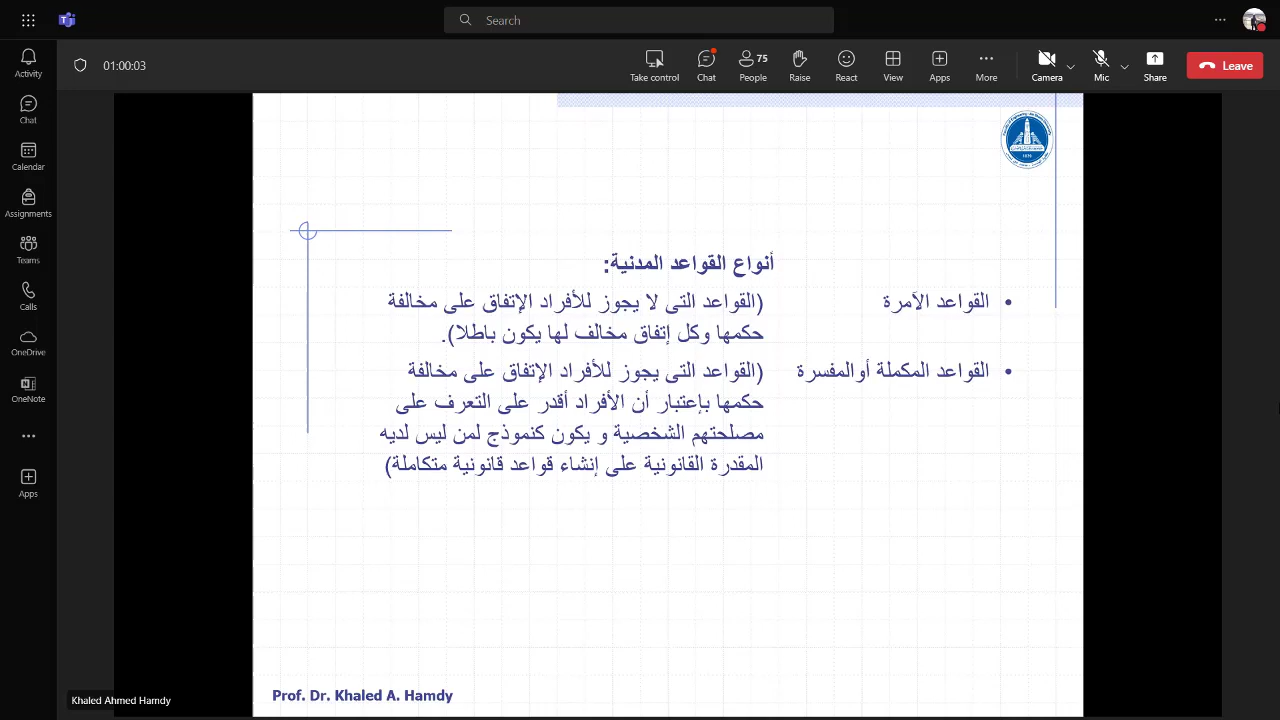 Search
01:00:03
Take control
Chat
75
People
Raise
React
View
Apps
More
Camera
Mic
Share
Leave
Activity
Chat
Calendar
Assignments
Teams
Calls
OneDrive
OneNote
Apps
1839
أنواع القواعد المدنية:
• القواعد الآمرة (القواعد التى لا يجوز للأفراد الإتفاق على مخالفة
حكمها وكل إتفاق مخالف لها يكون باطلا).
• القواعد المكملة أوالمفسرة (القواعد التى يجوز للأفراد الإتفاق على مخالفة
حكمها بإعتبار أن الأفراد أقدر على التعرف على
مصلحتهم الشخصية و يكون كنموذج لمن ليس لديه
المقدرة القانونية على إنشاء قواعد قانونية متكاملة)
Prof. Dr. Khaled A. Hamdy
Khaled Ahmed Hamdy